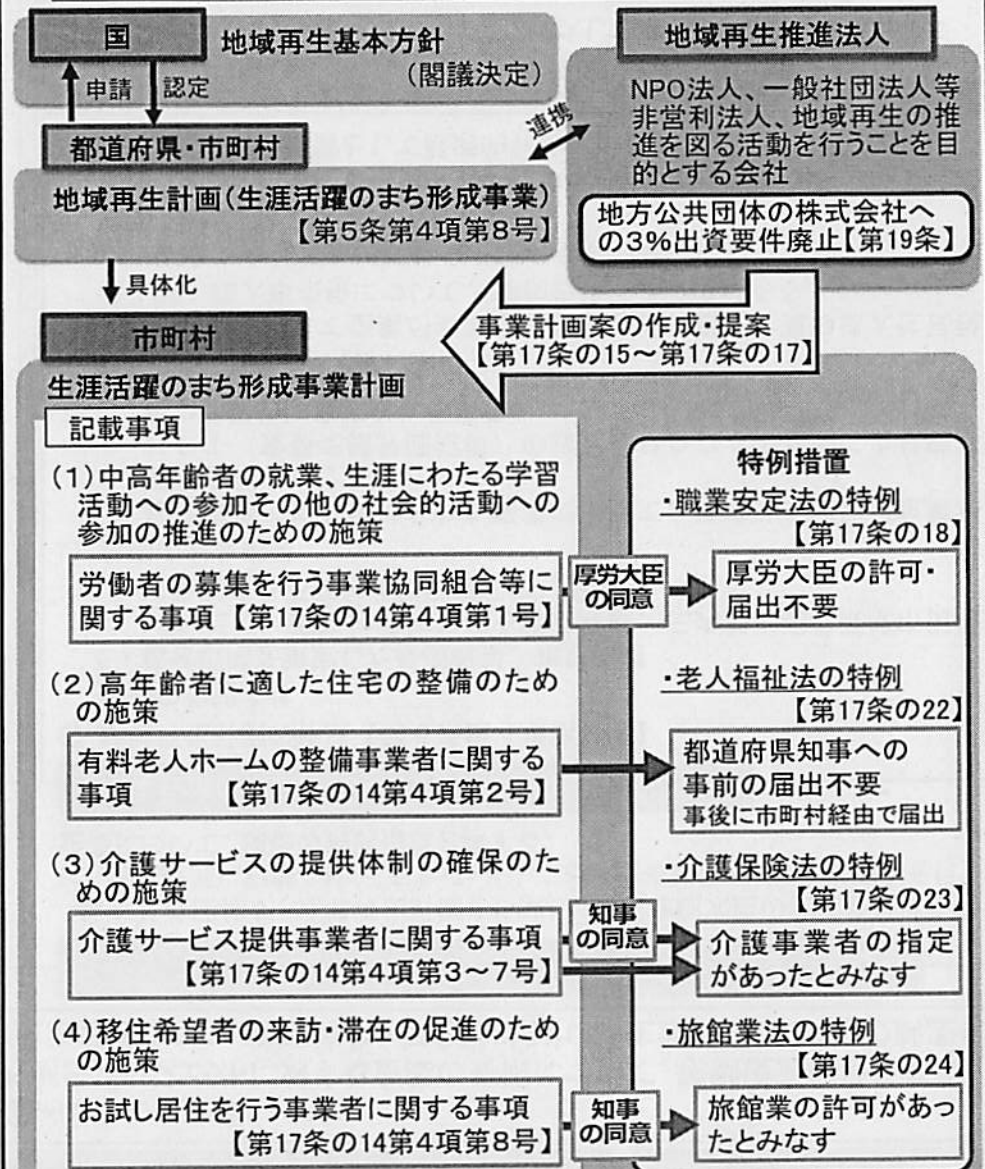 国
地域再生基本方針
(閣議決定)
申請
認定
都道府県・市町村
地域再生計画(生涯活躍のまち形成事業)
【第5条第4項第8号】
連携
地域再生推進法人
NPO法人、一般社団法人等
非営利法人、地域再生の推
進を図る活動を行うことを目
的とする会社
地方公共団体の株式会社へ
の3%出資要件廃止【第19条】
具体化
事業計画案の作成・提案
【第17条の15~第17条の17】
市町村
生涯活躍のまち形成事業計画
記載事項
(1)中高年齢者の就業、生涯にわたる学習
活動への参加その他の社会的活動への
参加の推進のための施策
労働者の募集を行う事業協同組合等に
関する事項 【第17条の14第4項第1号】
厚労大臣
の同意
特例措置
・職業安定法の特例
【第17条の18】
厚労大臣の許可・
届出不要
(2)高年齢者に適した住宅の整備のため
の施策
有料老人ホームの整備事業者に関する
事項 【第17条の14第4項第2号】
・老人福祉法の特例
【第17条の22】
都道府県知事への
事前の届出不要
事後に市町村経由で届出
(3)介護サービスの提供体制の確保のた
めの施策
介護サービス提供事業者に関する事項
【第17条の14第4項第3~7号】
知事
の同意
・介護保険法の特例
【第17条の23】
介護事業者の指定
があったとみなす
(4)移住希望者の来訪・滞在の促進のため
の施策
お試し居住を行う事業者に関する事項
【第17条の14第4項第8号】
知事
の同意
・旅館業法の特例
【第17条の24】
旅館業の許可があっ
たとみなす